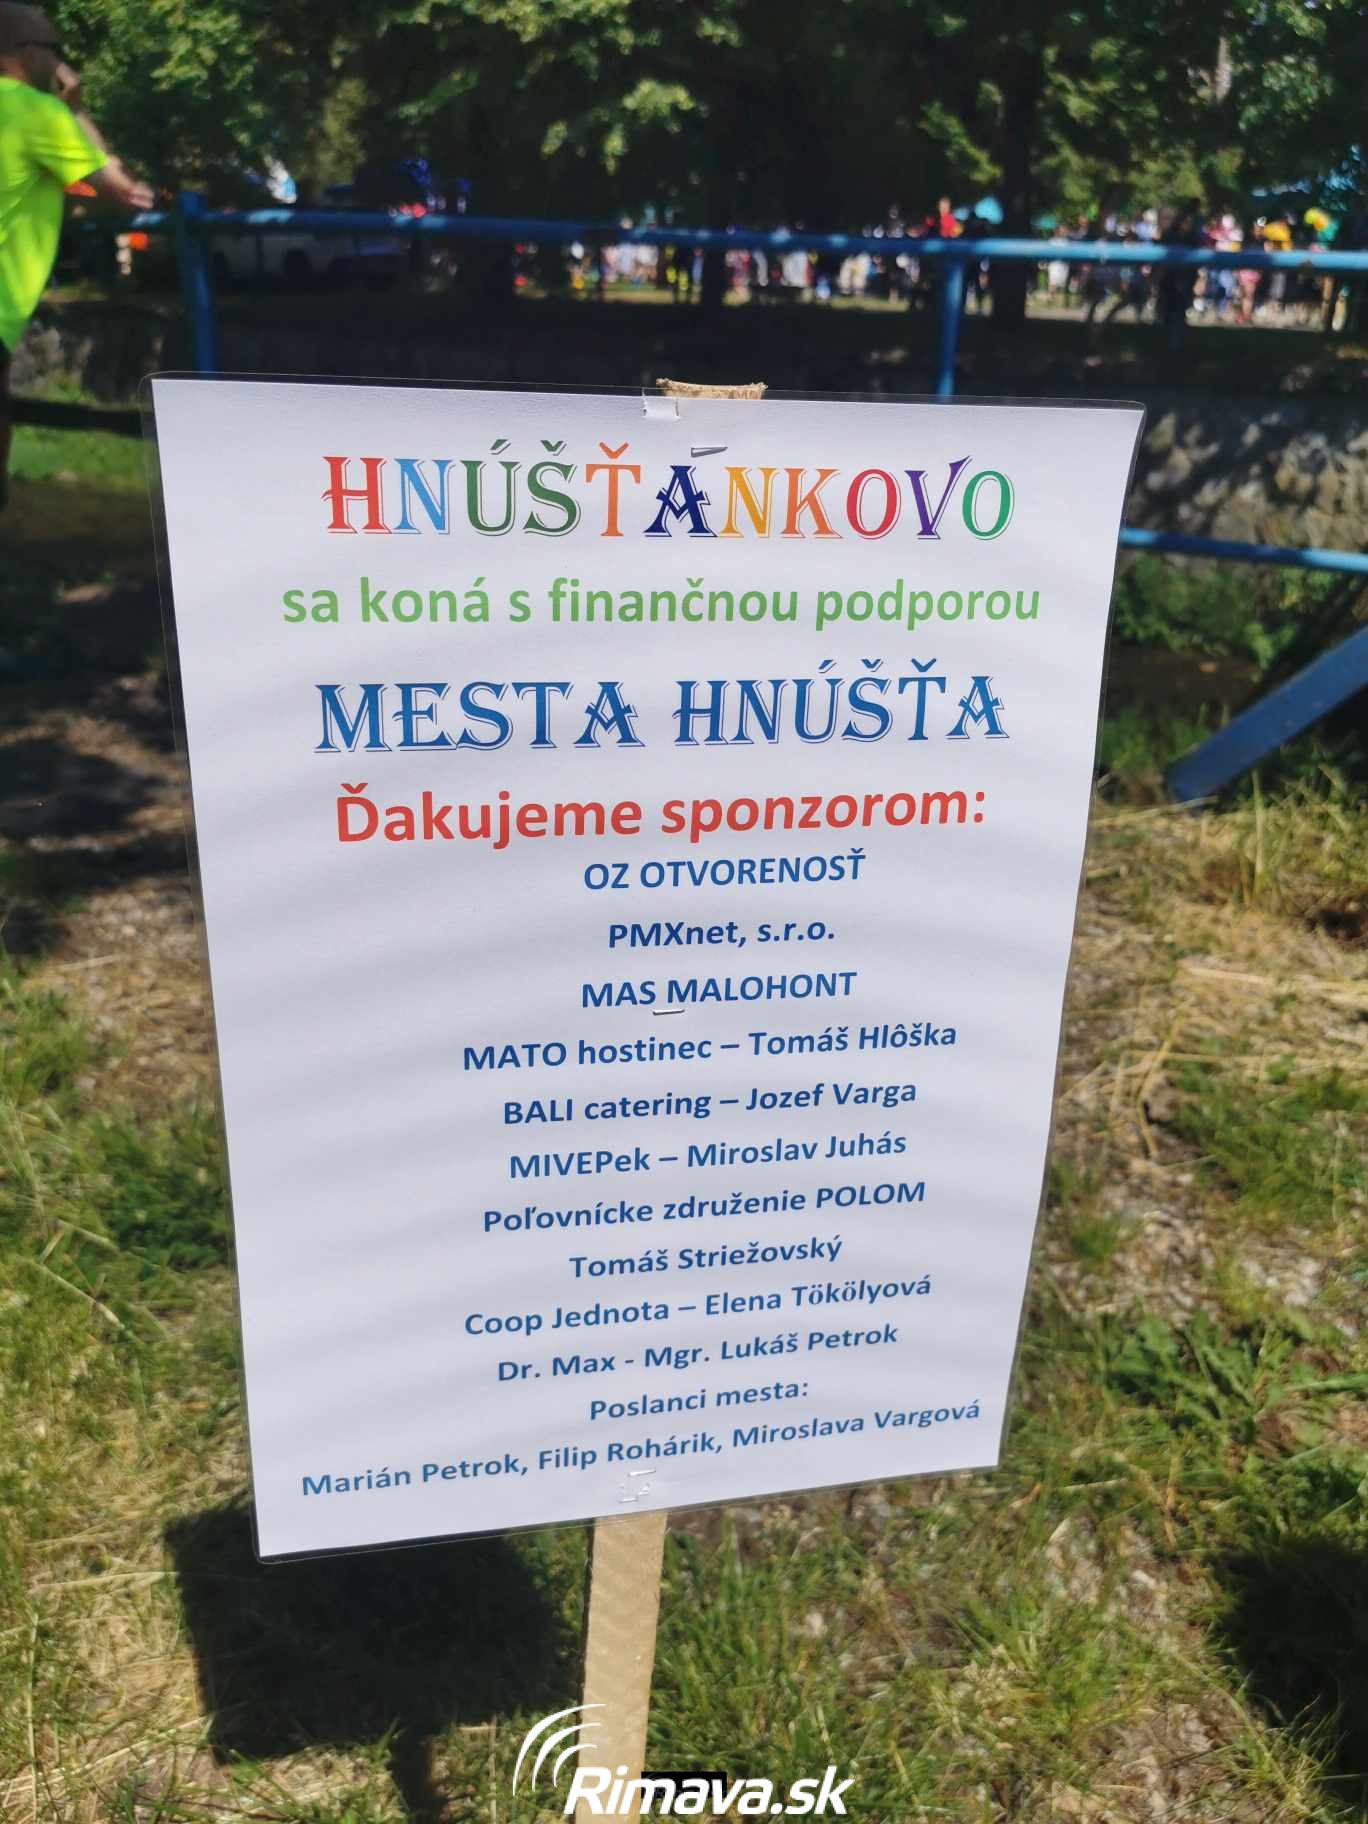 HNÚŠŤÁNKOVO
sa koná s finančnou podporou
MESTA HNÚŠŤA
Ďakujeme sponzorom:
OZ OTVORENOSŤ
PMXnet, s.r.o.
MAS MALOHONT
MATO hostinec – Tomáš Hlôška
BALI catering – Jozef Varga
MIVEPek – Miroslav Juhás
Poľovnícke združenie POLOM
Tomáš Striežovský
Coop Jednota – Elena Tökölyová
Dr. Max - Mgr. Lukáš Petrok
Poslanci mesta:
Marián Petrok, Filip Rohárik, Miroslava Vargová
Rimava.sk